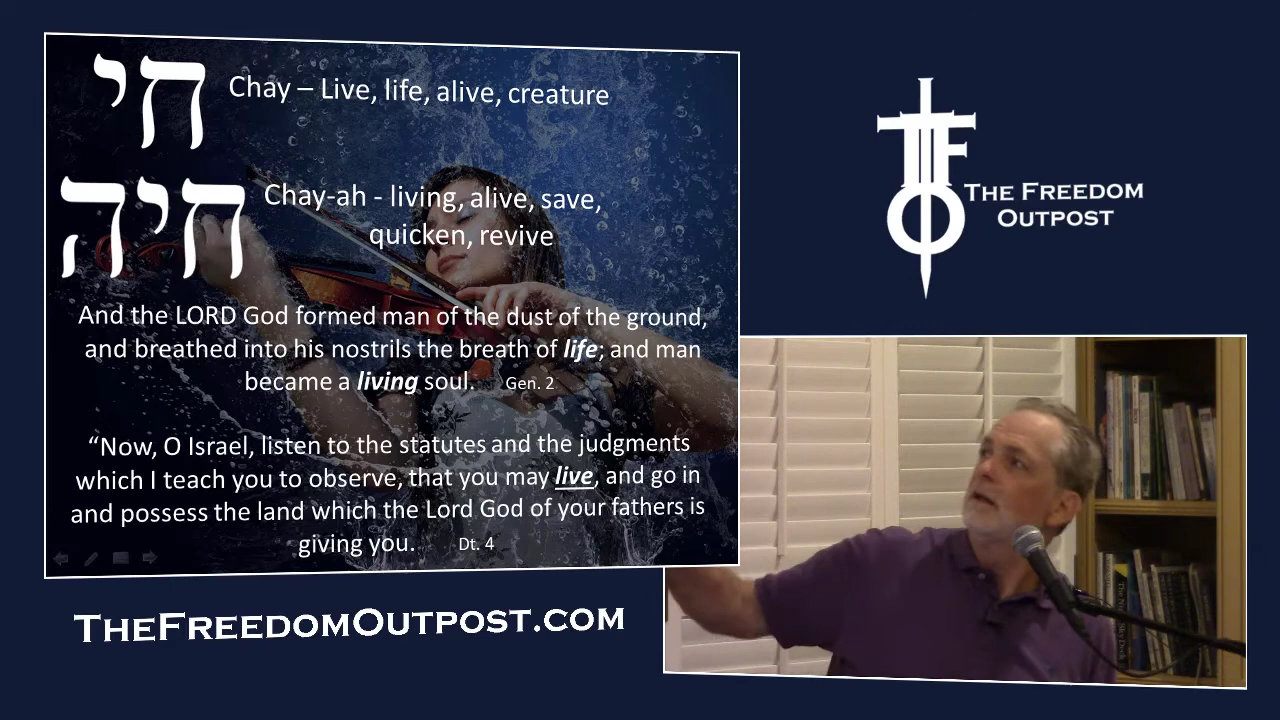 חי
Chay – Live, life, alive, creature
חיה
Chay-ah - living, alive, save,
quicken, revive
And the LORD God formed man of the dust of the ground,
and breathed into his nostrils the breath of life; and man
became a living soul. Gen. 2
“Now, O Israel, listen to the statutes and the judgments
which I teach you to observe, that you may live, and go in
and possess the land which the Lord God of your fathers is
giving you. Dt. 4
TheFreedomOutpost.com
TFO
The Freedom
Outpost